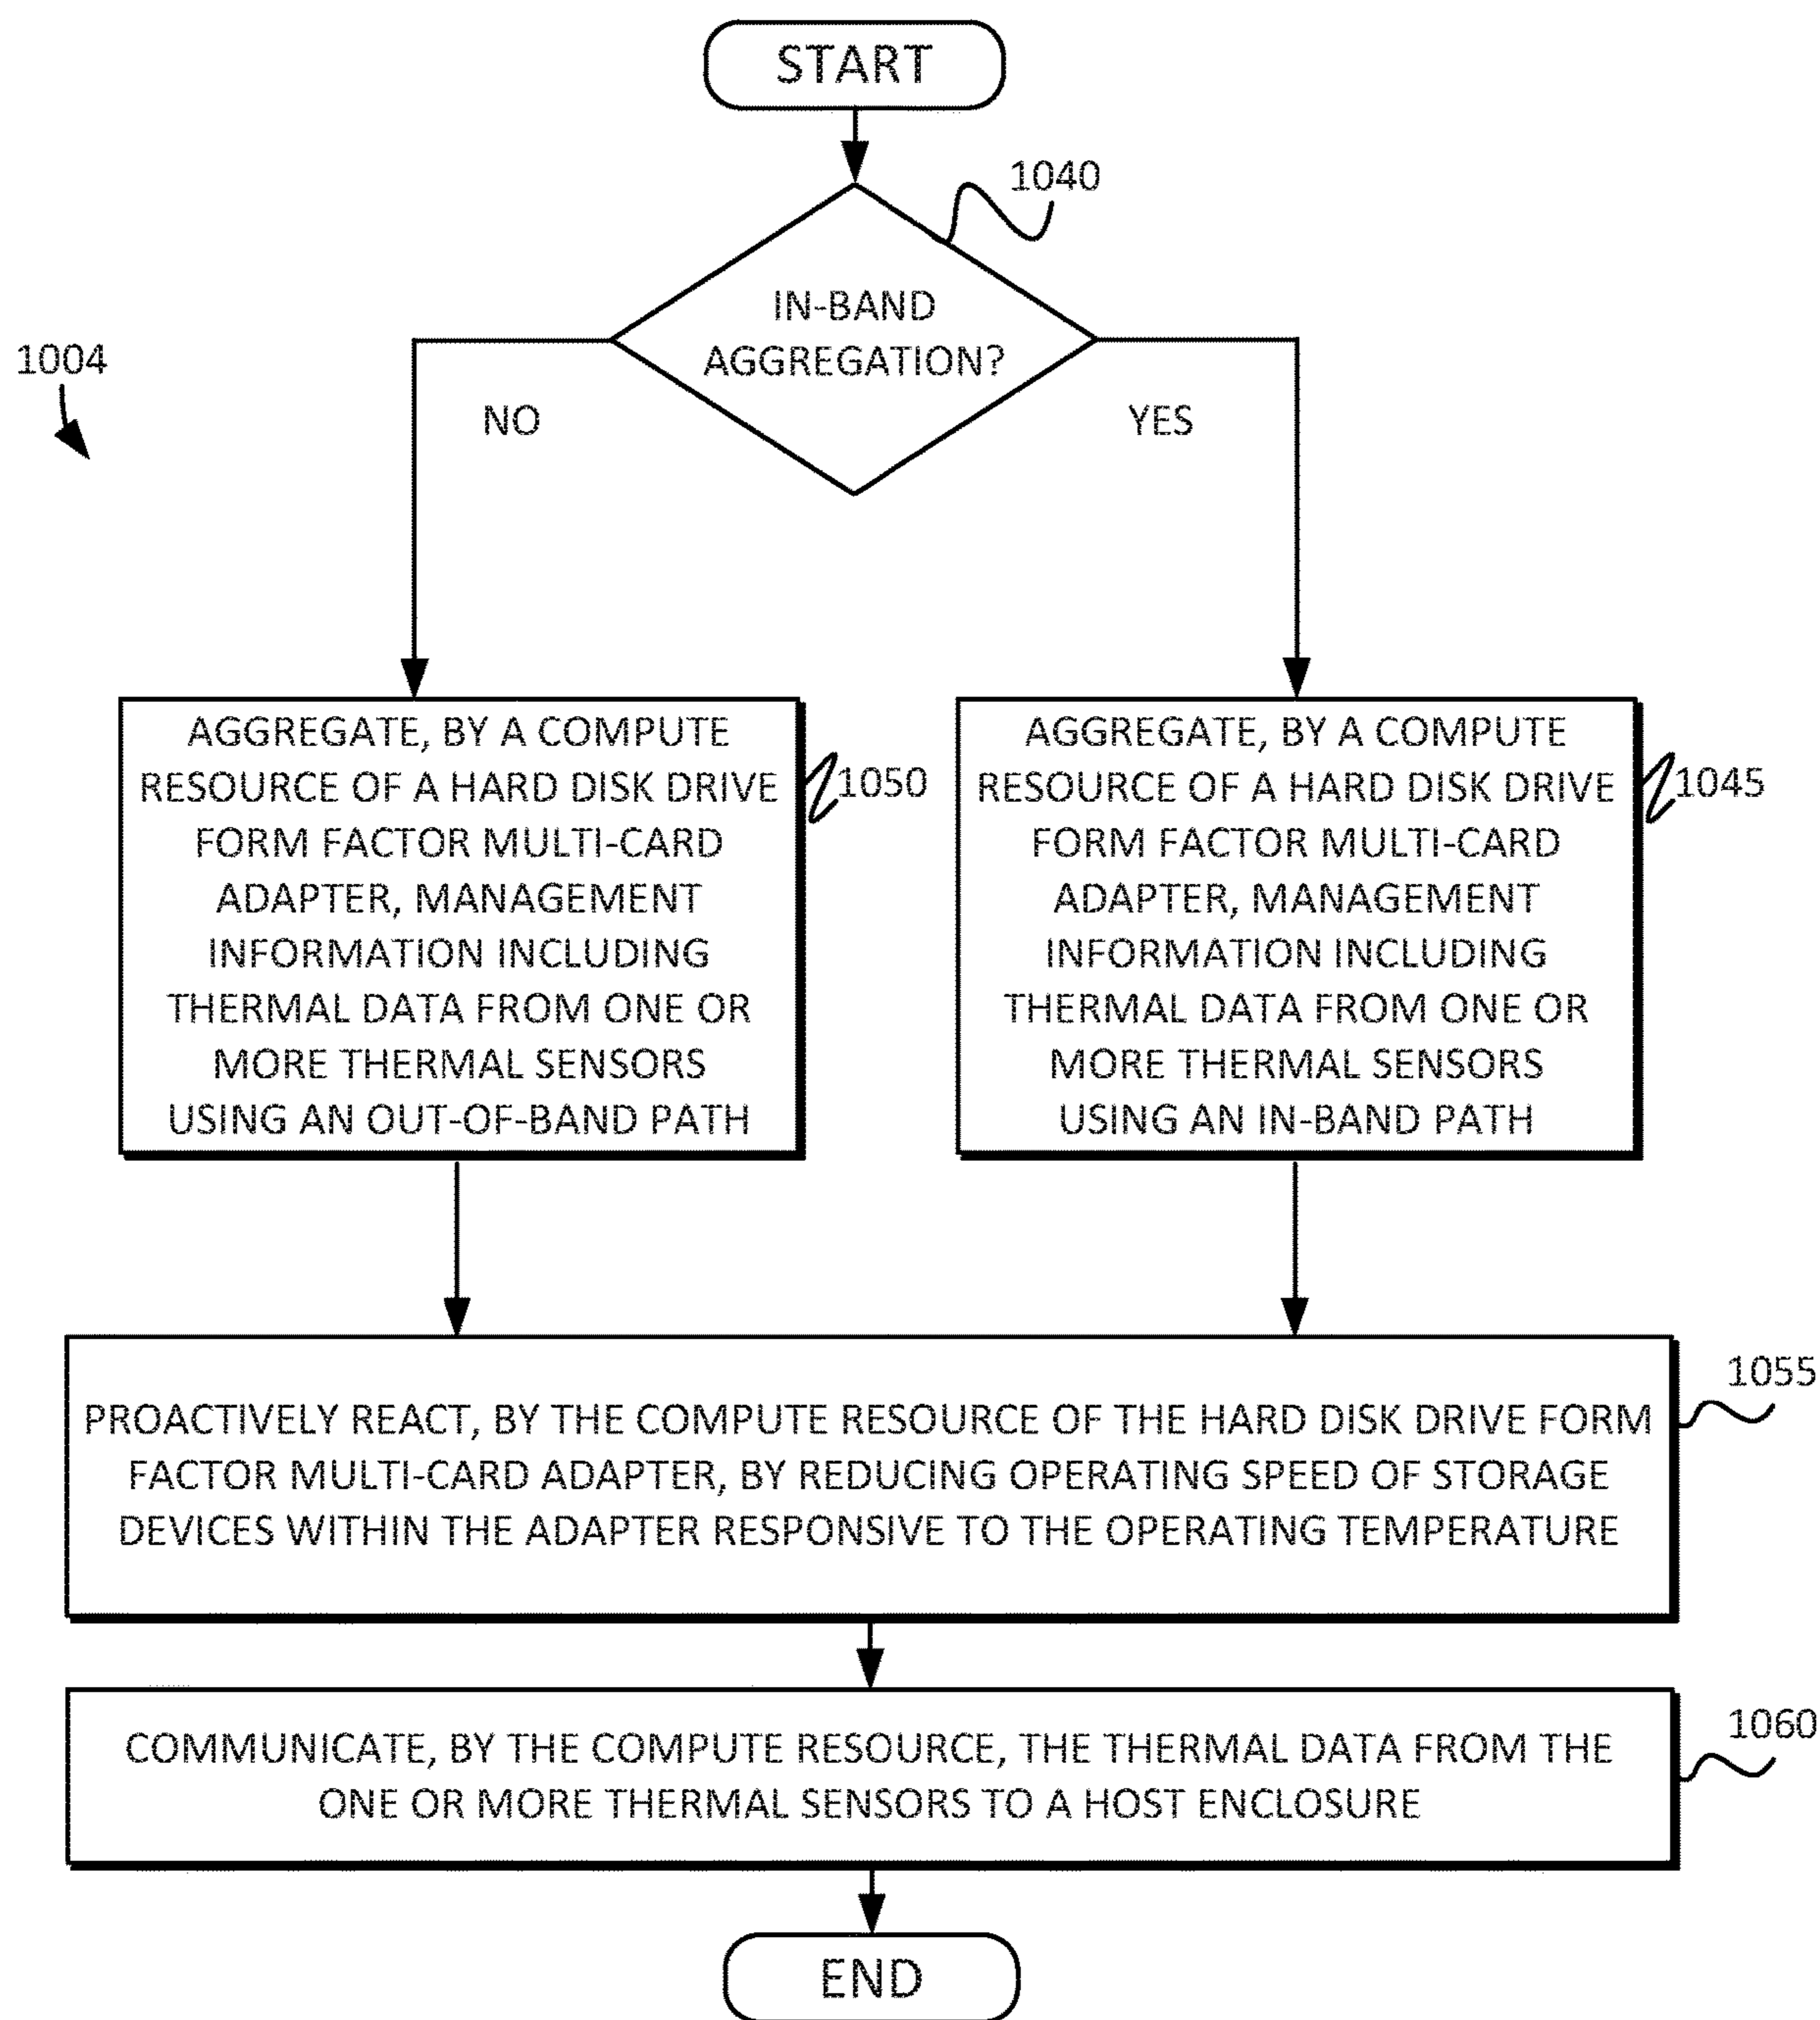 START
1040
IN-BAND
AGGREGATION?
1004
NO
YES
AGGREGATE, BY A COMPUTE
RESOURCE OF A HARD DISK DRIVE
FORM FACTOR MULTI-CARD
ADAPTER, MANAGEMENT
INFORMATION INCLUDING
THERMAL DATA FROM ONE OR
MORE THERMAL SENSORS
USING AN OUT-OF-BAND PATH
1050
AGGREGATE, BY A COMPUTE
RESOURCE OF A HARD DISK DRIVE
FORM FACTOR MULTI-CARD
ADAPTER, MANAGEMENT
INFORMATION INCLUDING
THERMAL DATA FROM ONE OR
MORE THERMAL SENSORS
USING AN IN-BAND PATH
1045
1055
PROACTIVELY REACT, BY THE COMPUTE RESOURCE OF THE HARD DISK DRIVE FORM
FACTOR MULTI-CARD ADAPTER, BY REDUCING OPERATING SPEED OF STORAGE
DEVICES WITHIN THE ADAPTER RESPONSIVE TO THE OPERATING TEMPERATURE
1060
COMMUNICATE, BY THE COMPUTE RESOURCE, THE THERMAL DATA FROM THE
ONE OR MORE THERMAL SENSORS TO A HOST ENCLOSURE
END